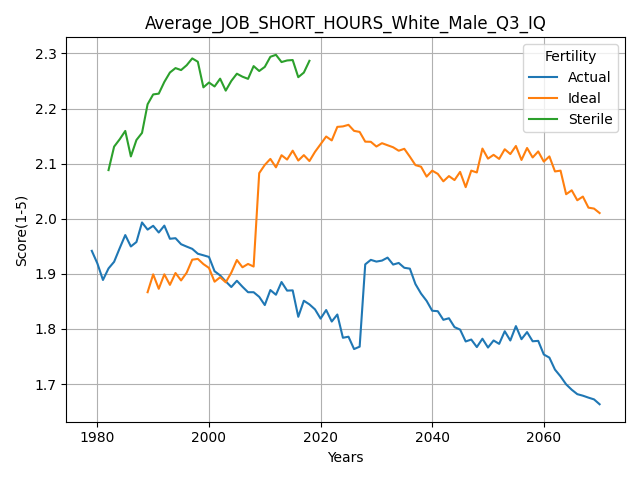 Average_JOB_SHORT_HOURS_White_Male_Q3_IQ
Score(1-5)
2.3
2.2
2.1
2.0
1.9
1.8
1.7
1980
2000
2020
2040
2060
Years
Fertility
Actual
Ideal
Sterile